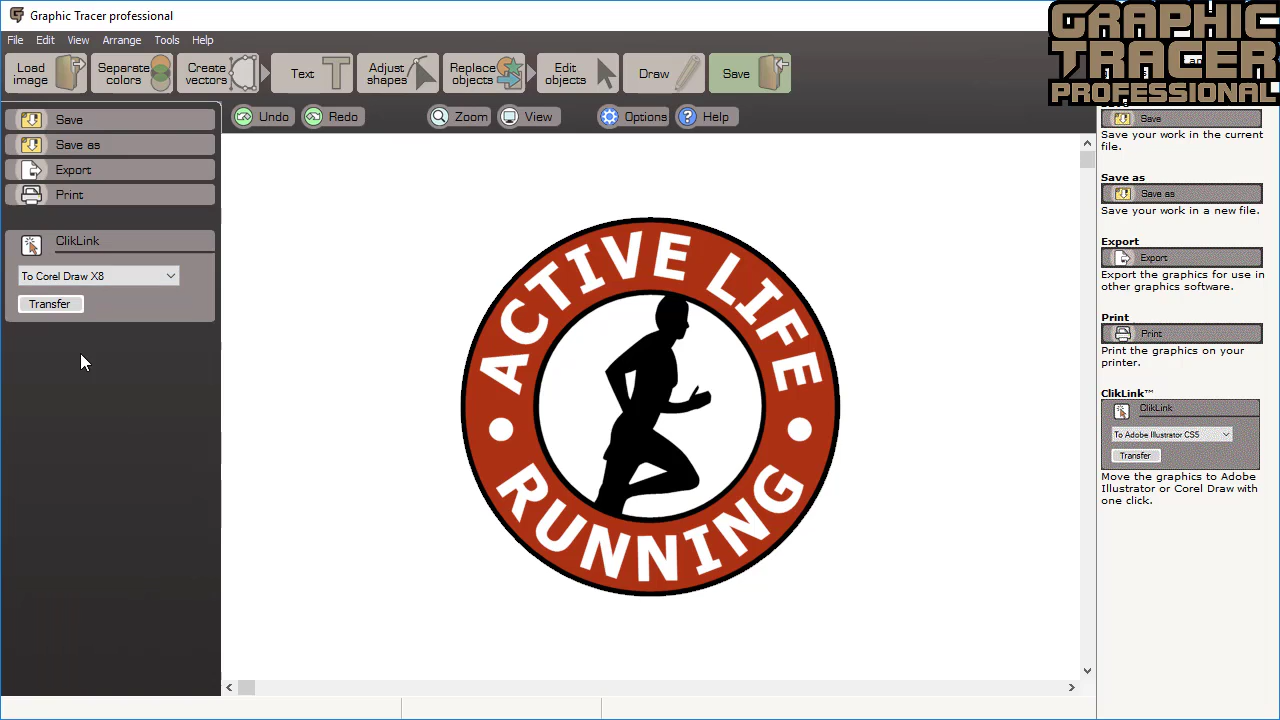 Graphic Tracer professional
GRAPHIC
TRACER
PROFESSIONAL
File Edit View Arrange Tools Help
Load image
Separate colors
Create vectors
Text
Adjust shapes
Replace objects
Edit objects
Draw
Save
Undo Redo Zoom View Options Help
Save
Save as
Export
Print
ClikLink
To Corel Draw X8
Transfer
ACTIVE LIFE
RUNNING
Save
Save your work in the current
file.
Save as
Save as
Save your work in a new file.
Export
Export
Export the graphics for use in
other graphics software.
Print
Print
Print the graphics on your
printer.
ClikLink™
ClikLink
To Adobe Illustrator CS5
Transfer
Move the graphics to Adobe
Illustrator or Corel Draw with
one click.